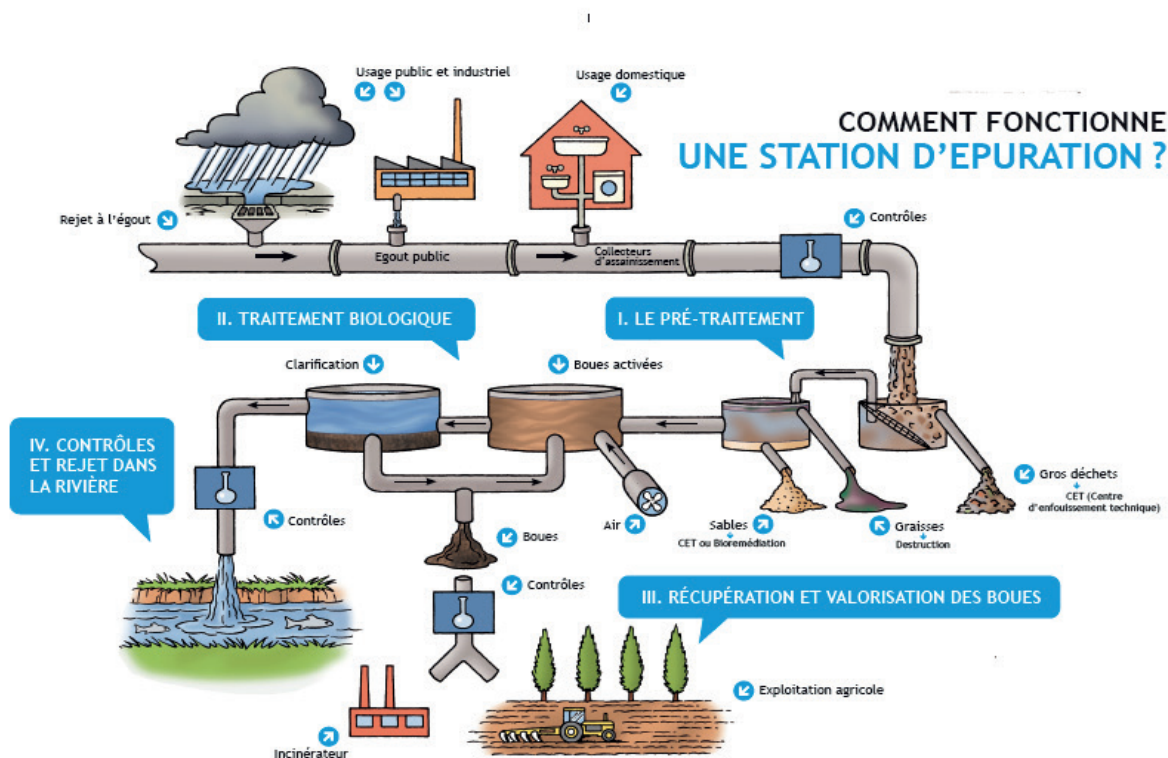 COMMENT FONCTIONNE
UNE STATION D'EPURATION ?
Usage public et industriel
Usage domestique
Rejet à l'égout
Contrôles
Egout public
Collecteurs
d'assainissement
II. TRAITEMENT BIOLOGIQUE
I. LE PRÉ-TRAITEMENT
Clarification
Boues activées
IV. CONTRÔLES
ET REJET DANS
LA RIVIÈRE
Contrôles
Boues
Air
Sables
CET ou Bioremédiation
Graisses
Destruction
Gros déchets
CET (Centre
d'enfouissement technique)
Contrôles
III. RÉCUPÉRATION ET VALORISATION DES BOUES
Exploitation agricole
Incinérateur